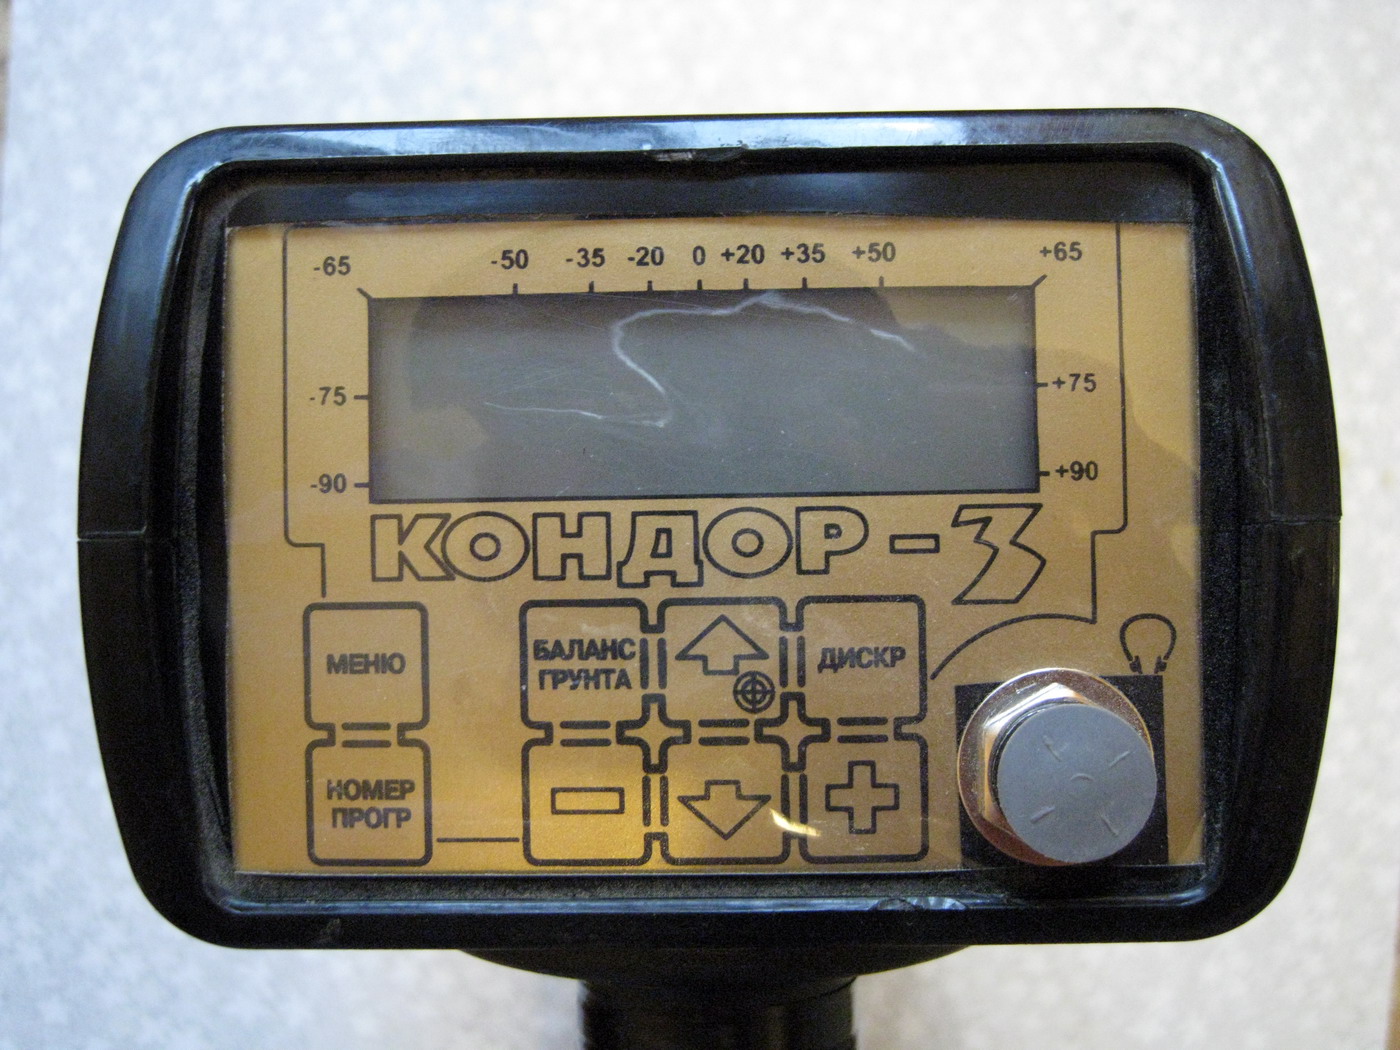 -65 -50 -35 -20 0 +20 +35 +50 +65
-75 +75
-90 +90
КОНДОР-3
МЕНЮ
БАЛАНС
ГРУНТА
ДИСКР
НОМЕР
ПРОГР